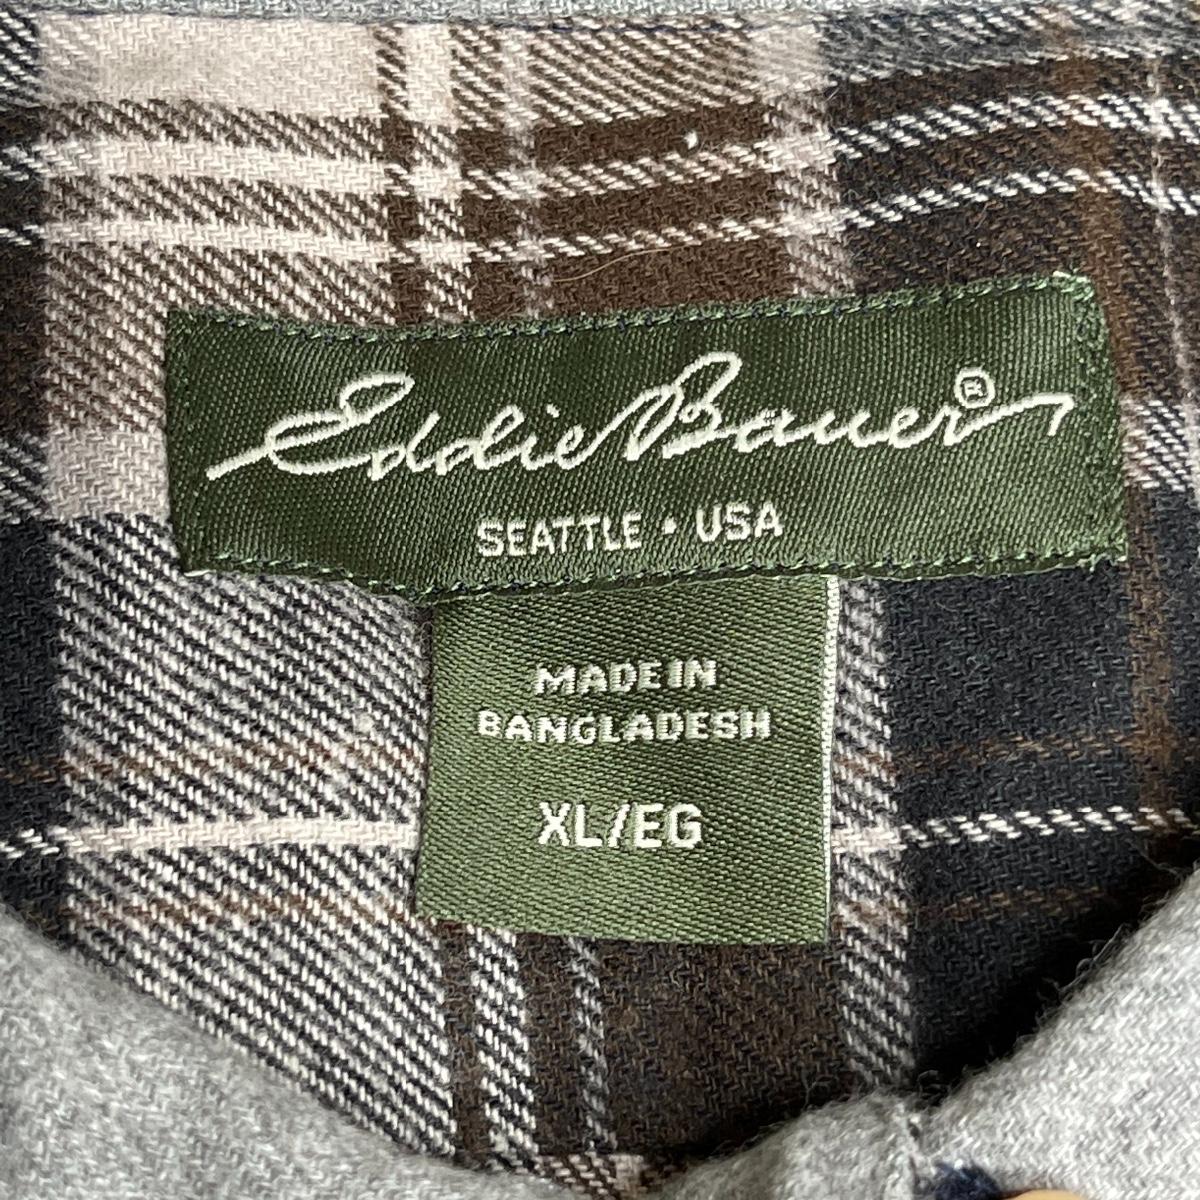 Eddie Bauer®
SEATTLE • USA
MADE IN
BANGLADESH
XL/EG